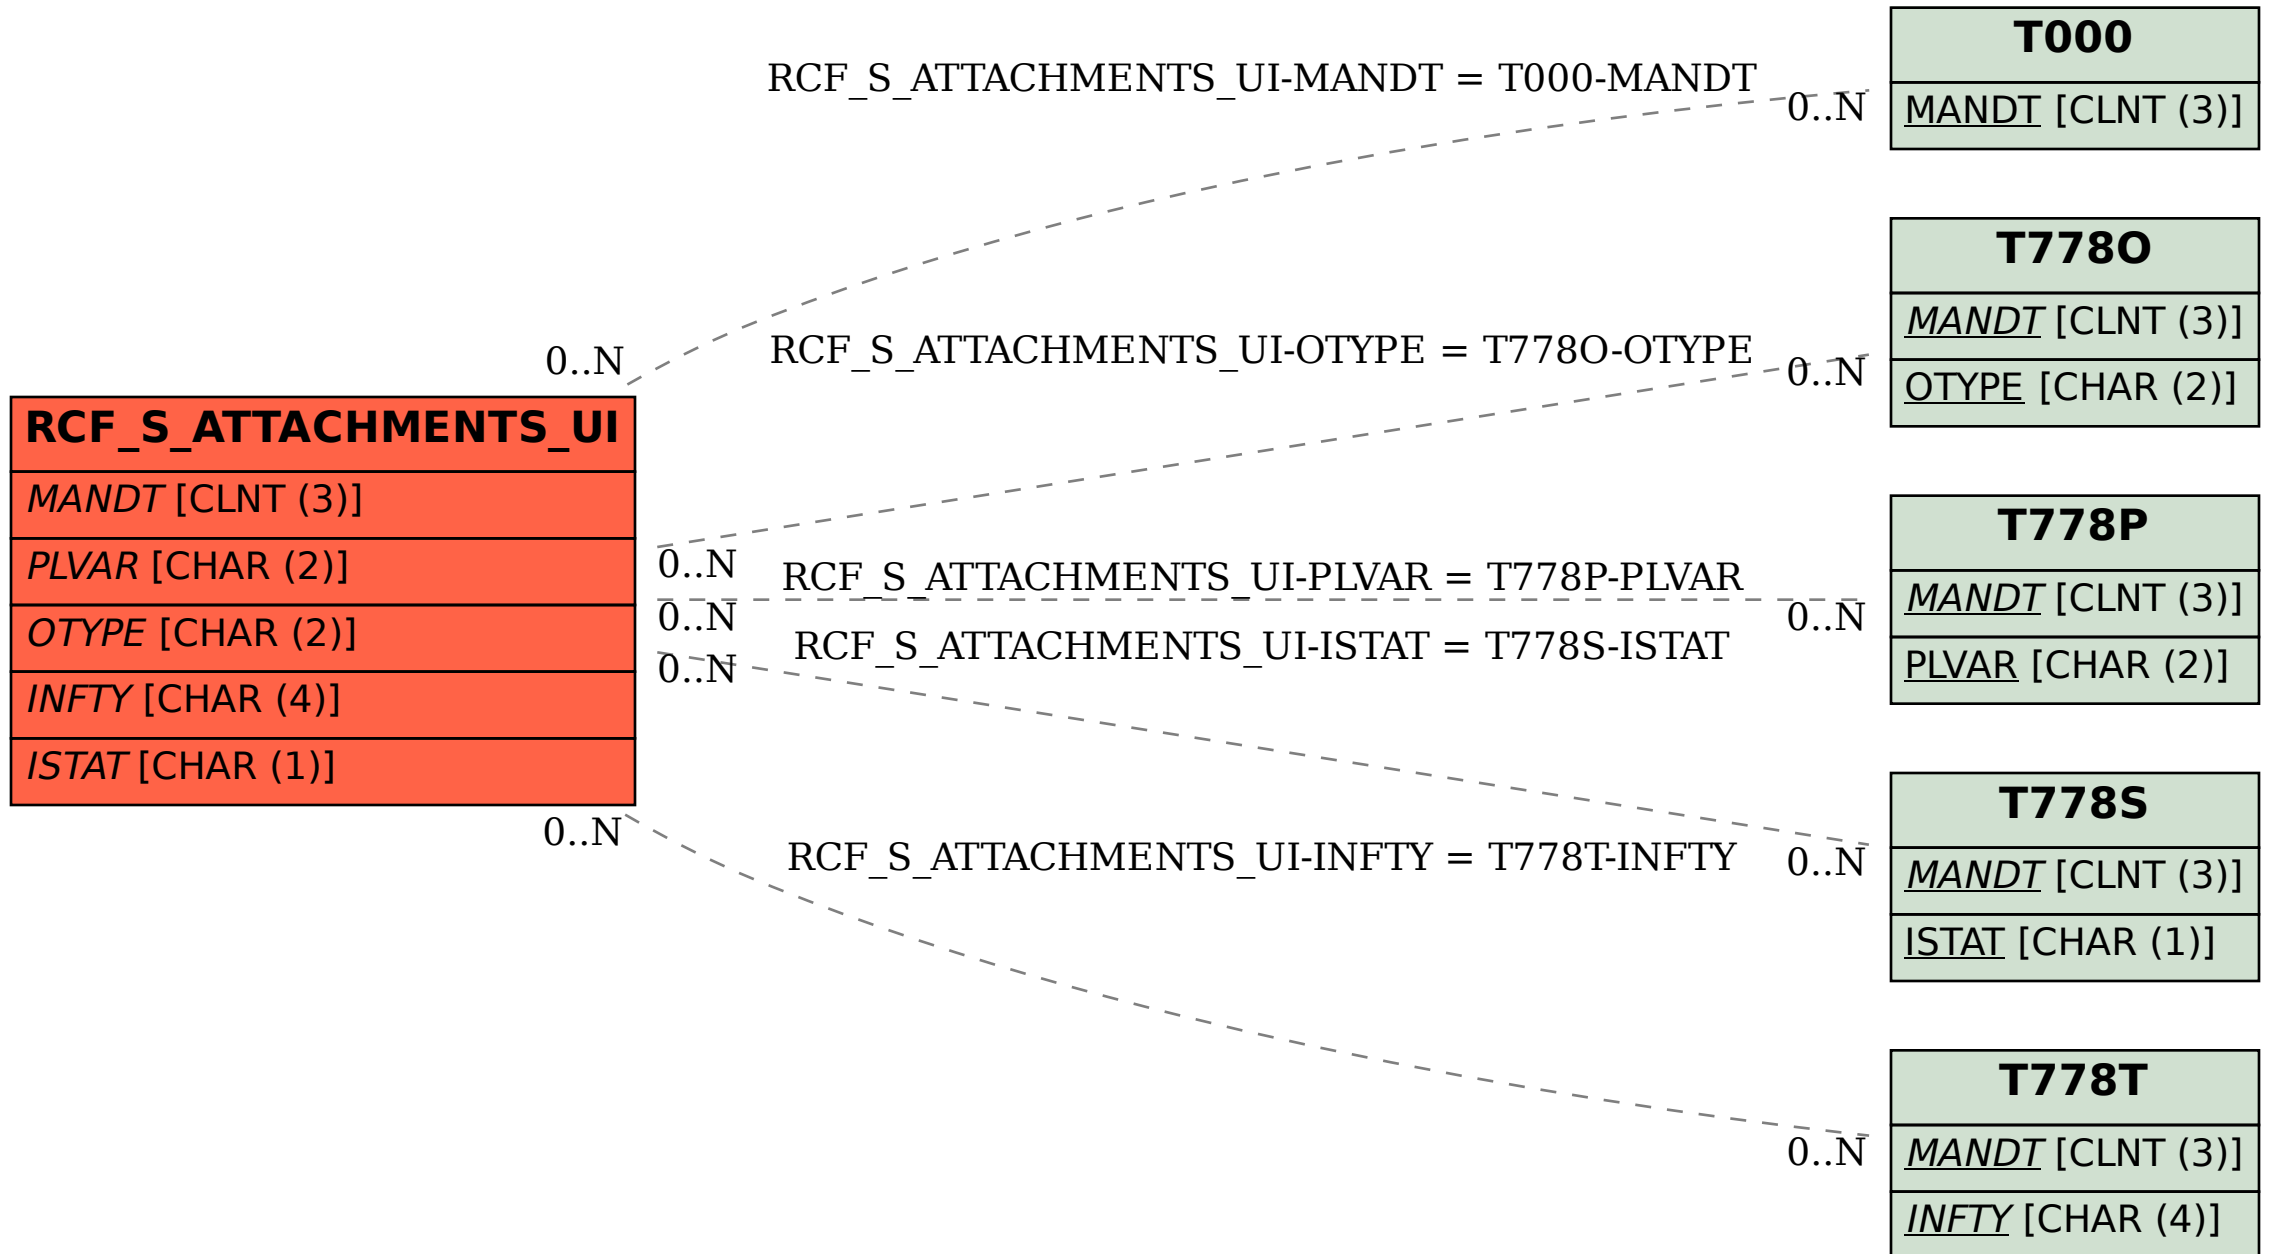 T000
MANDT [CLNT (3)]
RCF_S_ATTACHMENTS_UI-MANDT = T000-MANDT
0..N
0..N
T778O
MANDT [CLNT (3)]
OTYPE [CHAR (2)]
RCF_S_ATTACHMENTS_UI-OTYPE = T778O-OTYPE
0..N
0..N
RCF_S_ATTACHMENTS_UI
MANDT [CLNT (3)]
PLVAR [CHAR (2)]
OTYPE [CHAR (2)]
INFTY [CHAR (4)]
ISTAT [CHAR (1)]
T778P
MANDT [CLNT (3)]
PLVAR [CHAR (2)]
RCF_S_ATTACHMENTS_UI-PLVAR = T778P-PLVAR
0..N
0..N
RCF_S_ATTACHMENTS_UI-ISTAT = T778S-ISTAT
0..N
0..N
T778S
MANDT [CLNT (3)]
ISTAT [CHAR (1)]
RCF_S_ATTACHMENTS_UI-INFTY = T778T-INFTY
0..N
0..N
T778T
MANDT [CLNT (3)]
INFTY [CHAR (4)]